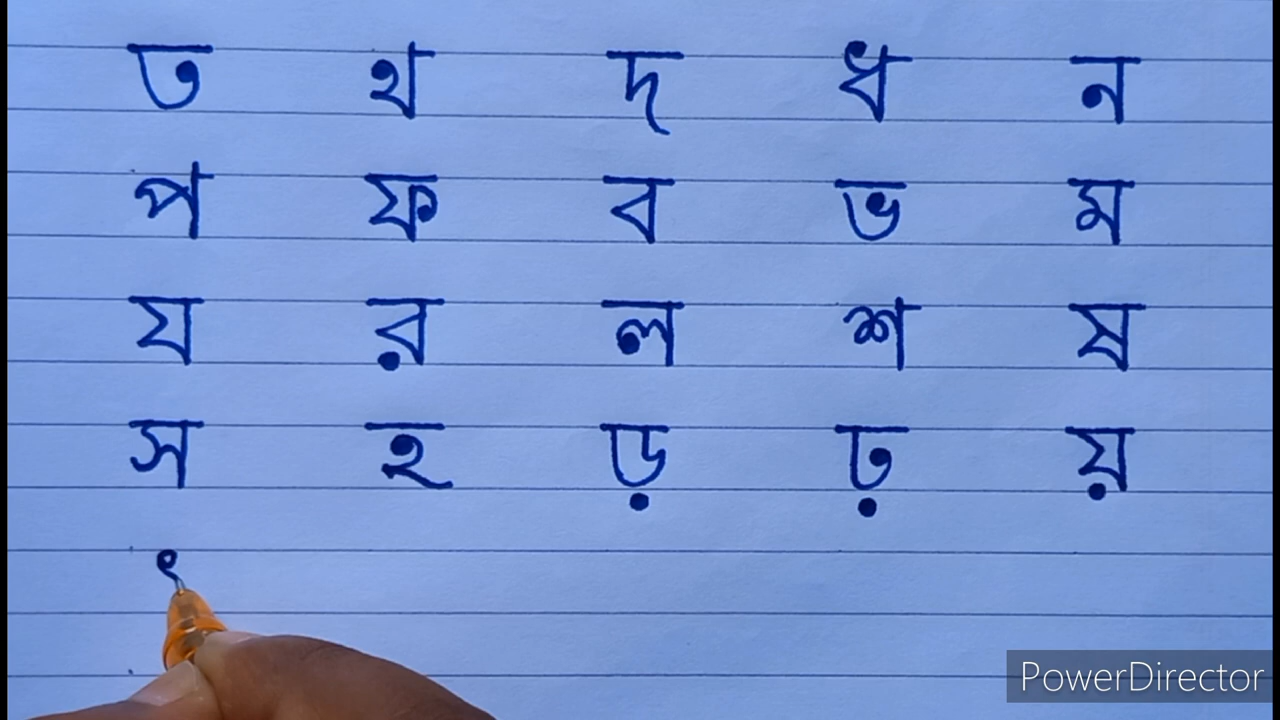 ত থ দ ধ ন
প ফ ব ভ ম
য র ল শ ষ
স হ ড় ঢ় য়
PowerDirector